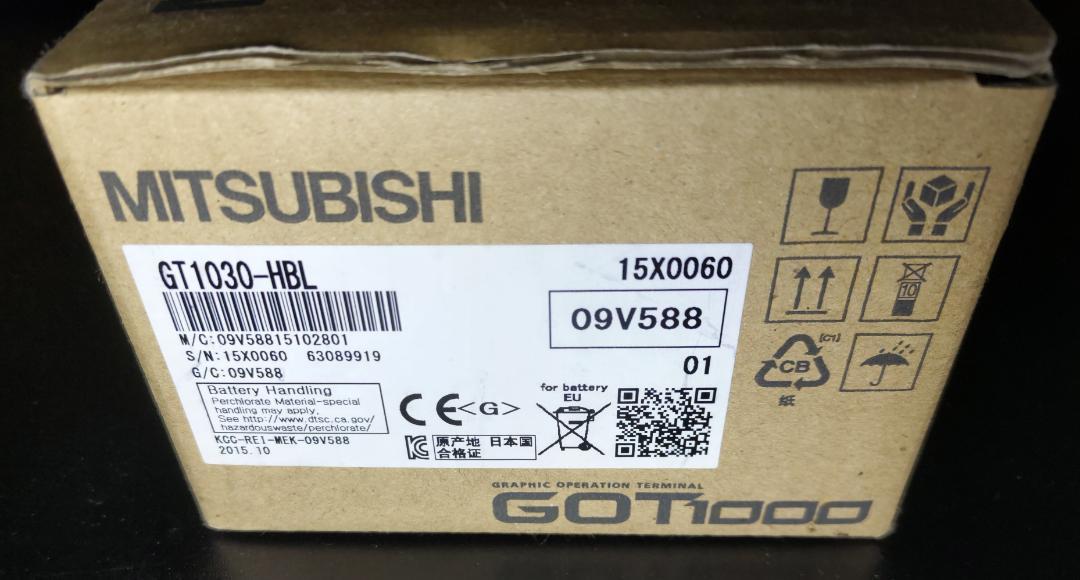 MITSUBISHI
GT1030-HBL
15X0060
M/C:09V58815102801
09V588
S/N:15X0060 63089919
G/C:09V588
01
Battery Handling
Perchlorate Material-special
handling may apply,
See http://www.dtsc.ca.gov/
hazardouswaste/perchlorate/
CE <G>
for battery
EU
KCC-REI-MEK-09V588
2015.10
原产地 日本国
合格证
10
[C1]
CB
纸
GRAPHIC OPERATION TERMINAL
GOT1000